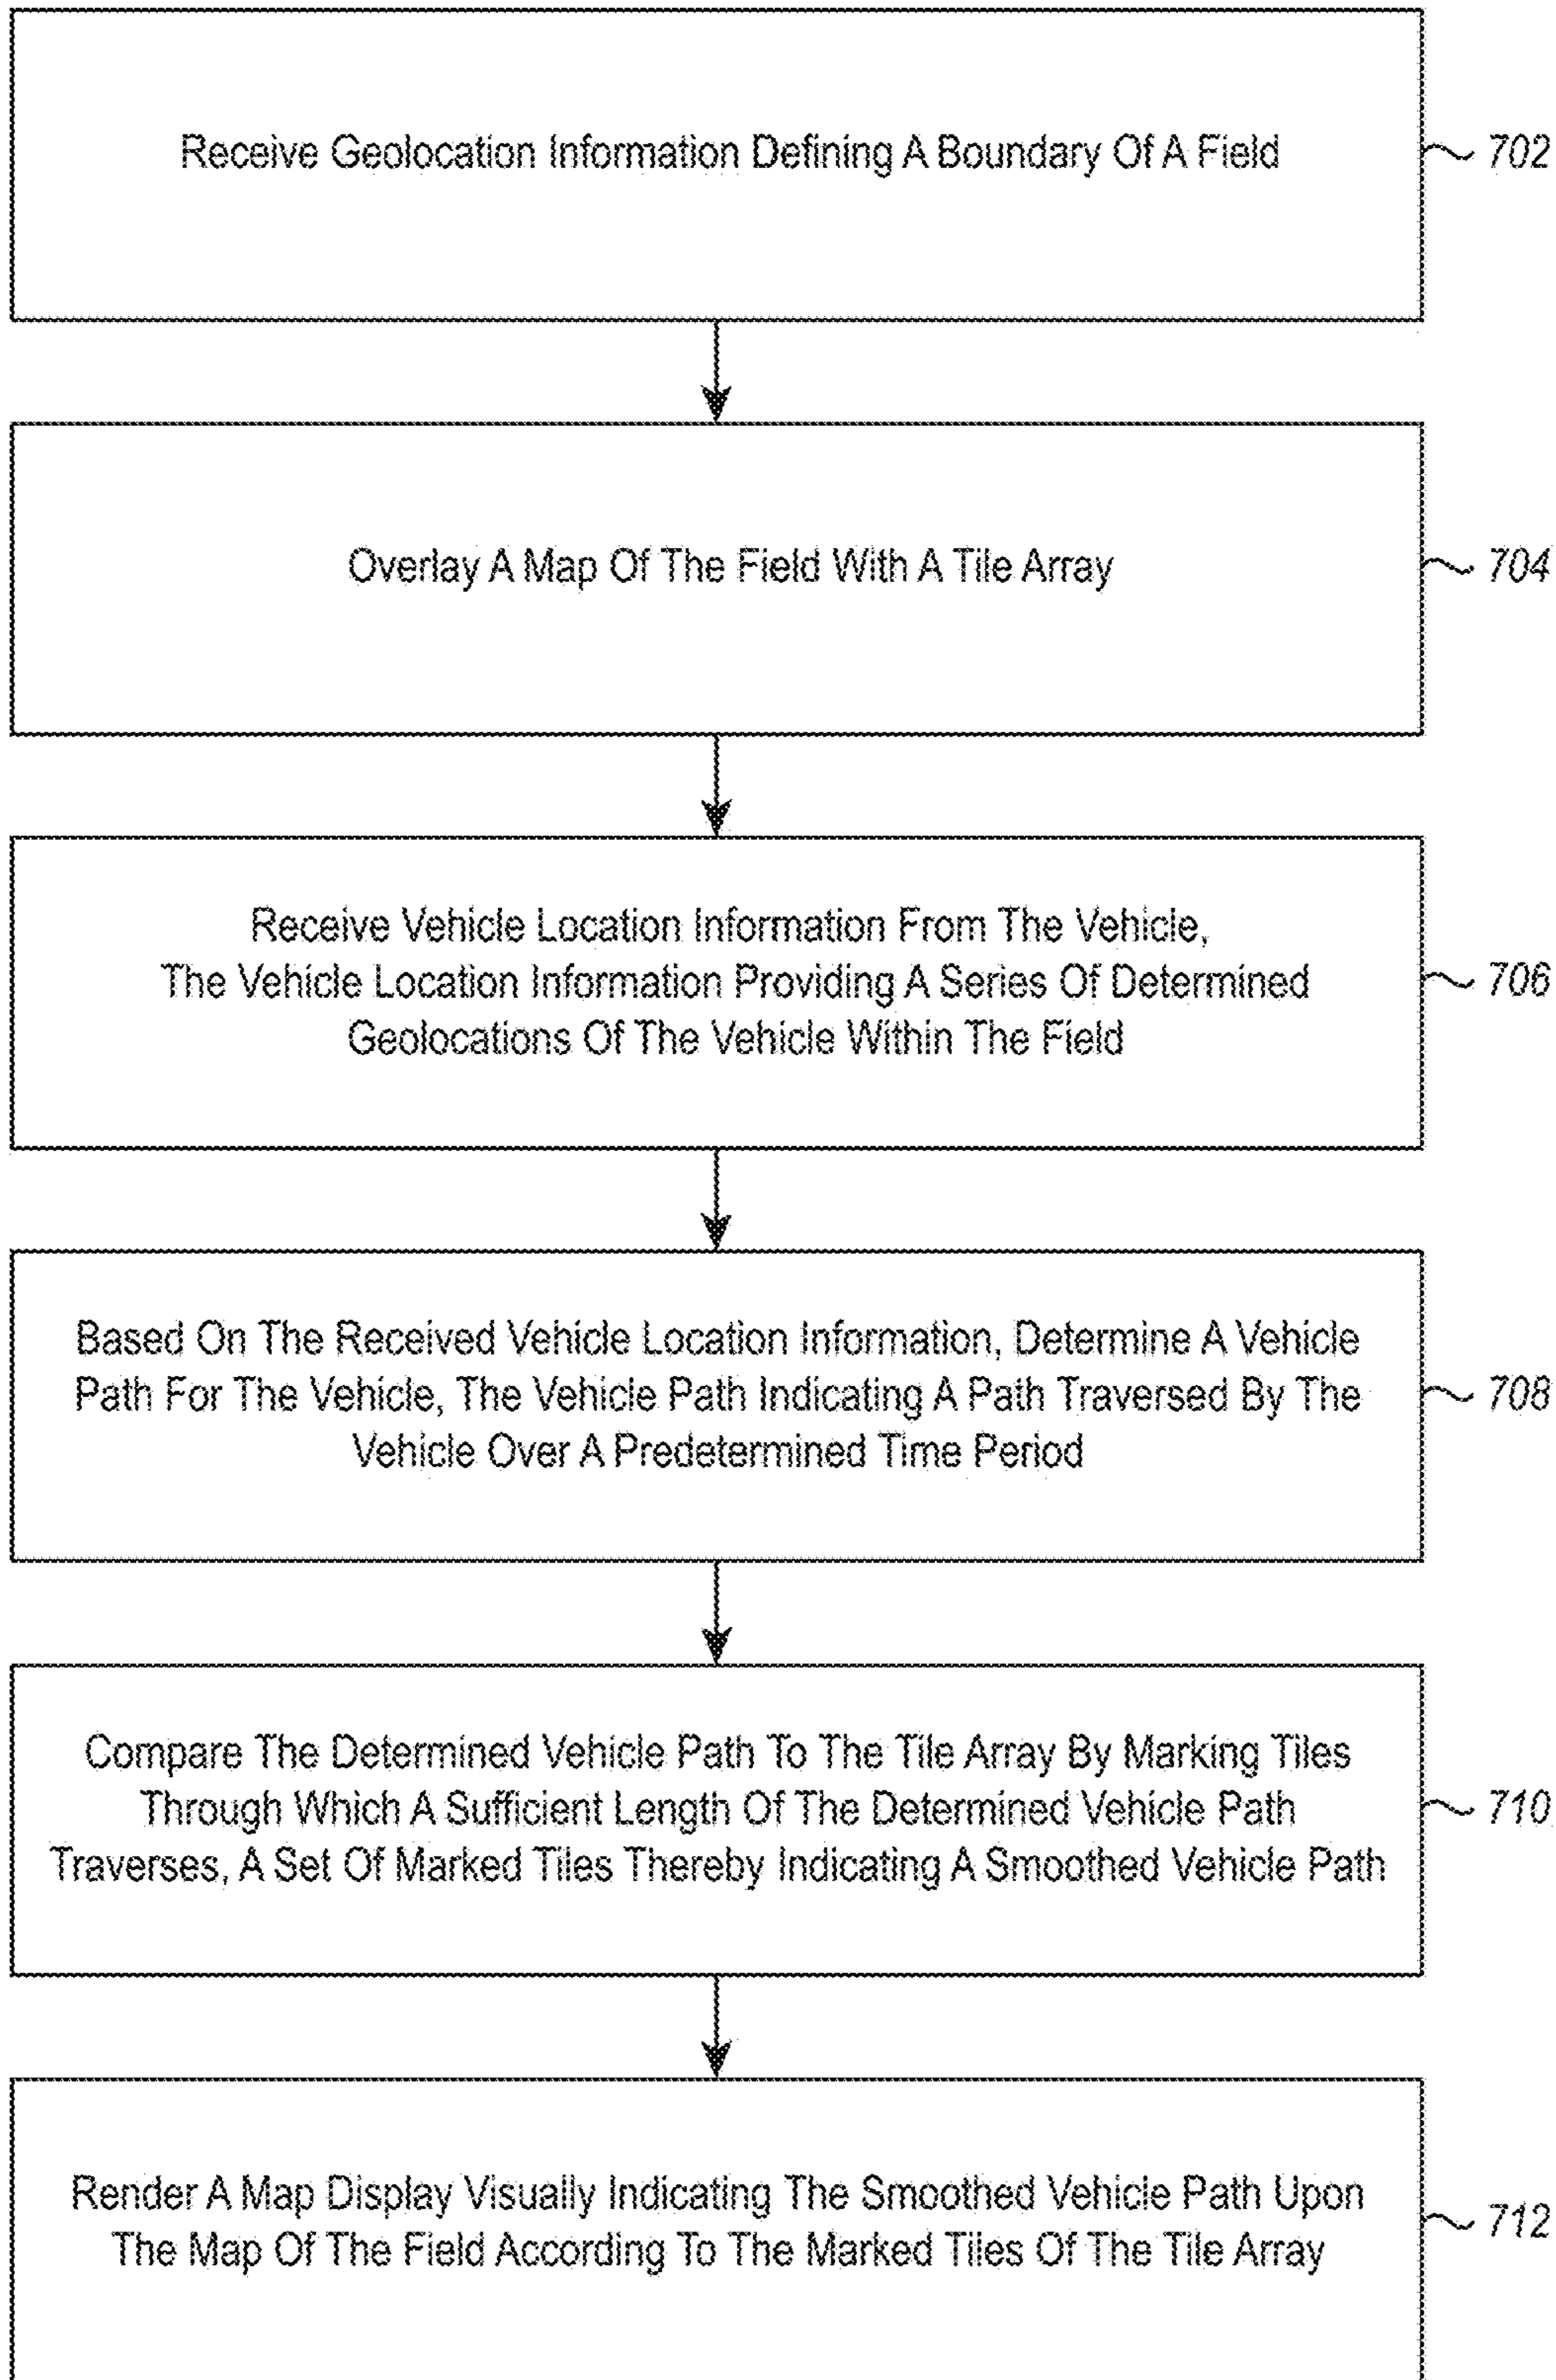 Receive Geolocation Information Defining A Boundary Of A Field
702
Overlay A Map Of The Field With A Tile Array
704
Receive Vehicle Location Information From The Vehicle,
The Vehicle Location Information Providing A Series Of Determined
Geolocations Of The Vehicle Within The Field
706
Based On The Received Vehicle Location Information, Determine A Vehicle
Path For The Vehicle, The Vehicle Path Indicating A Path Traversed By The
Vehicle Over A Predetermined Time Period
708
Compare The Determined Vehicle Path To The Tile Array By Marking Tiles
Through Which A Sufficient Length Of The Determined Vehicle Path
Traverses, A Set Of Marked Tiles Thereby Indicating A Smoothed Vehicle Path
710
Render A Map Display Visually Indicating The Smoothed Vehicle Path Upon
The Map Of The Field According To The Marked Tiles Of The Tile Array
712